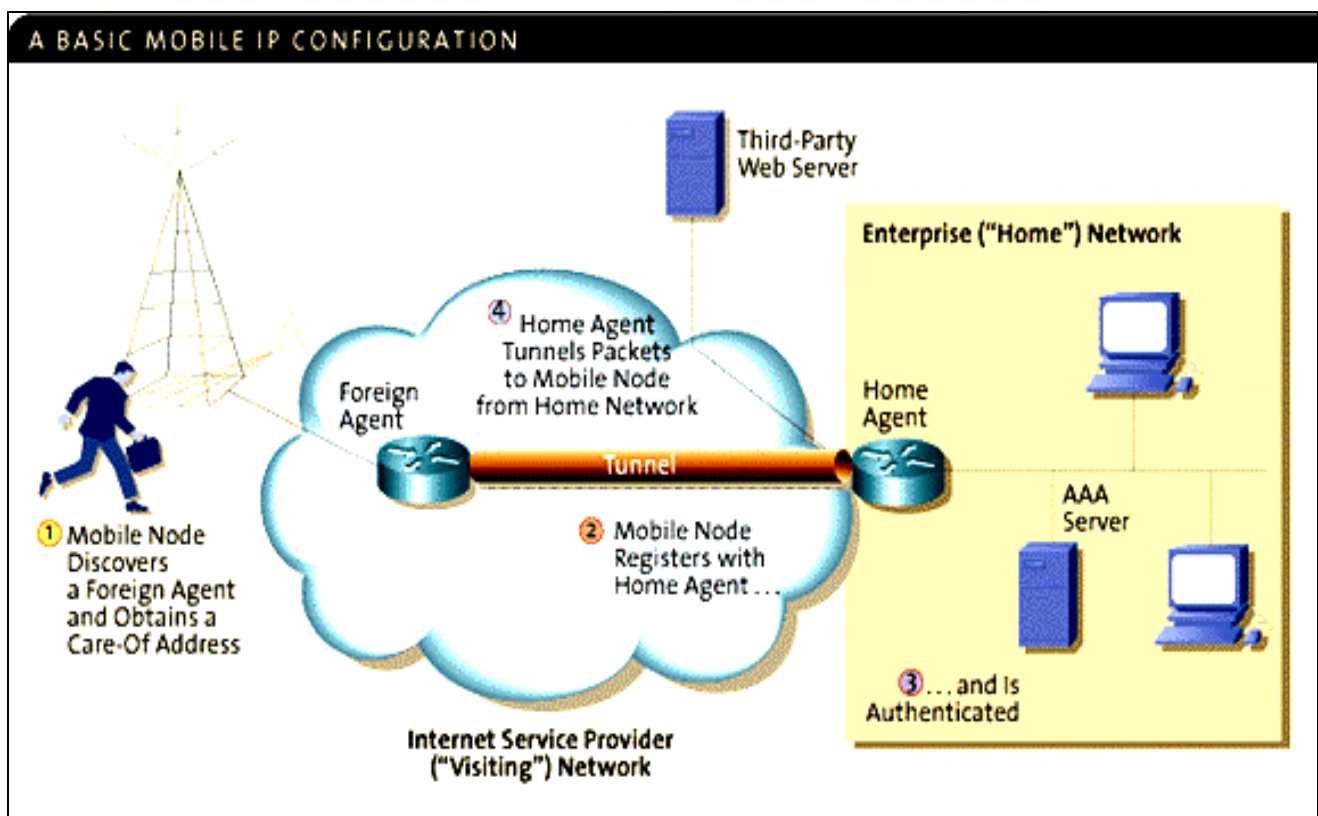 A BASIC MOBILE IP CONFIGURATION
Third-Party
Web Server
Enterprise (“Home”) Network
4 Home Agent
Tunnels Packets
to Mobile Node
from Home Network
Foreign
Agent
Home
Agent
Tunnel
1 Mobile Node
Discovers
a Foreign Agent
and Obtains a
Care-Of Address
2 Mobile Node
Registers with
Home Agent ...
AAA
Server
3 ... and Is
Authenticated
Internet Service Provider
(“Visiting”) Network